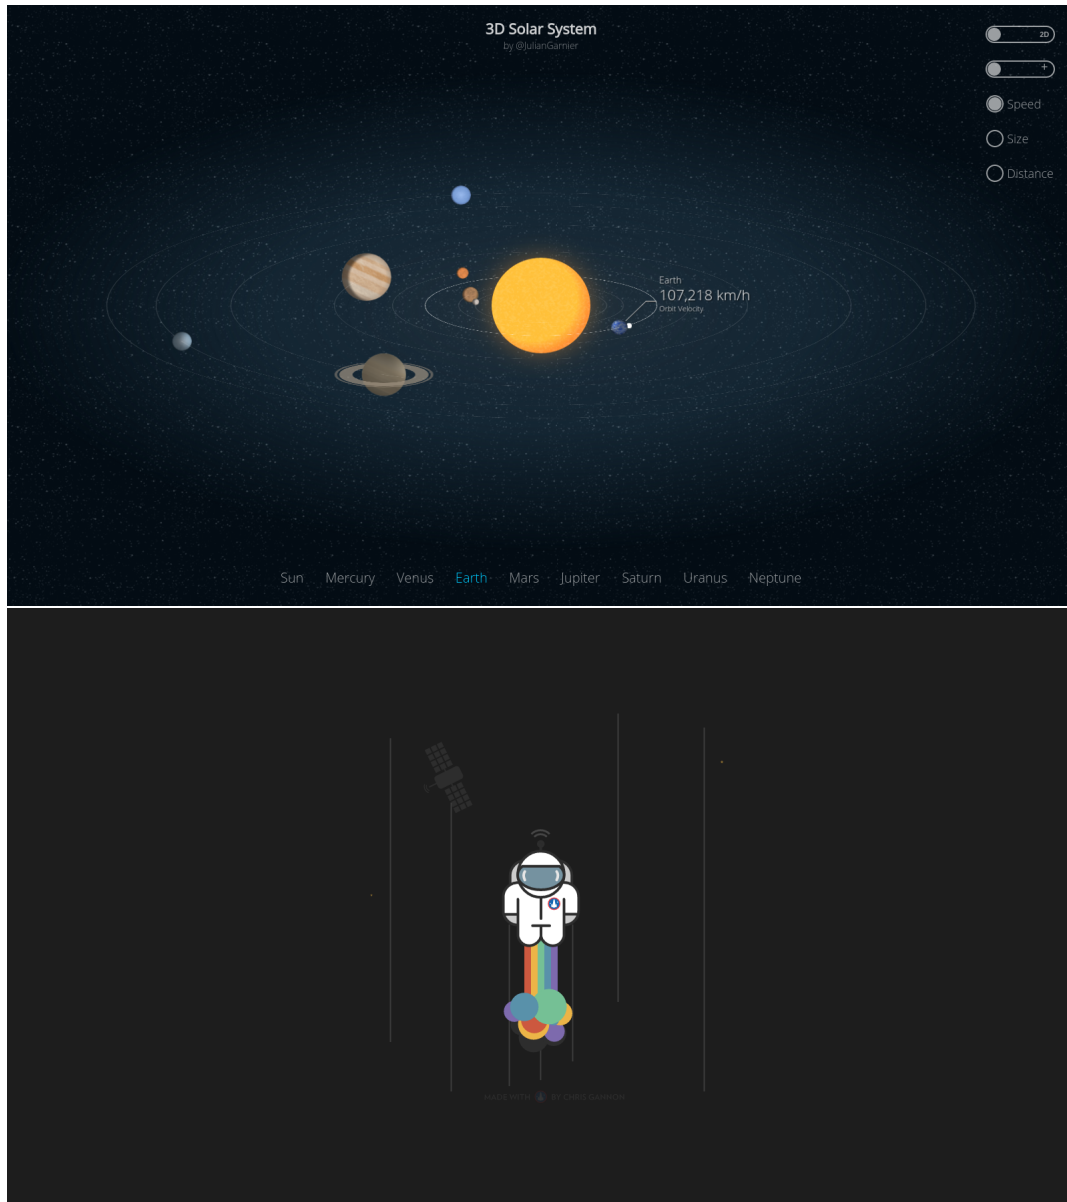 3D Solar System
by @JulianGarnier
2D
+
Speed
Size
Distance
Earth
107,218 km/h
Orbit Velocity
Sun Mercury Venus Earth Mars Jupiter Saturn Uranus Neptune
MADE WITH BY CHRIS GANNON